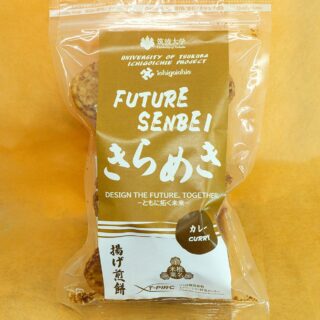 筑波大学
UNIVERSITY OF TSUKUBA
ICHIGOICHIE PROJECT
ichigoichie
FUTURE
SENBEI
きらめき
DESIGN THE FUTURE, TOGETHER.
-ともに拓く未来-
カレー
CURRY
揚げ煎餅
T-PIRC